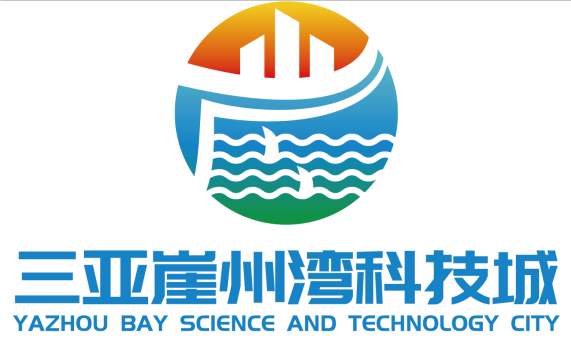 三亚崖州湾科技城
YAZHOU BAY SCIENCE AND TECHNOLOGY CITY